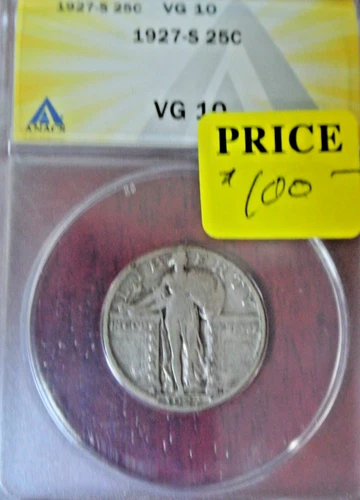 1927-S 25C VG 10
1927-S 25C
VG 10
ANACS
PRICE
$100—
LIBERTY